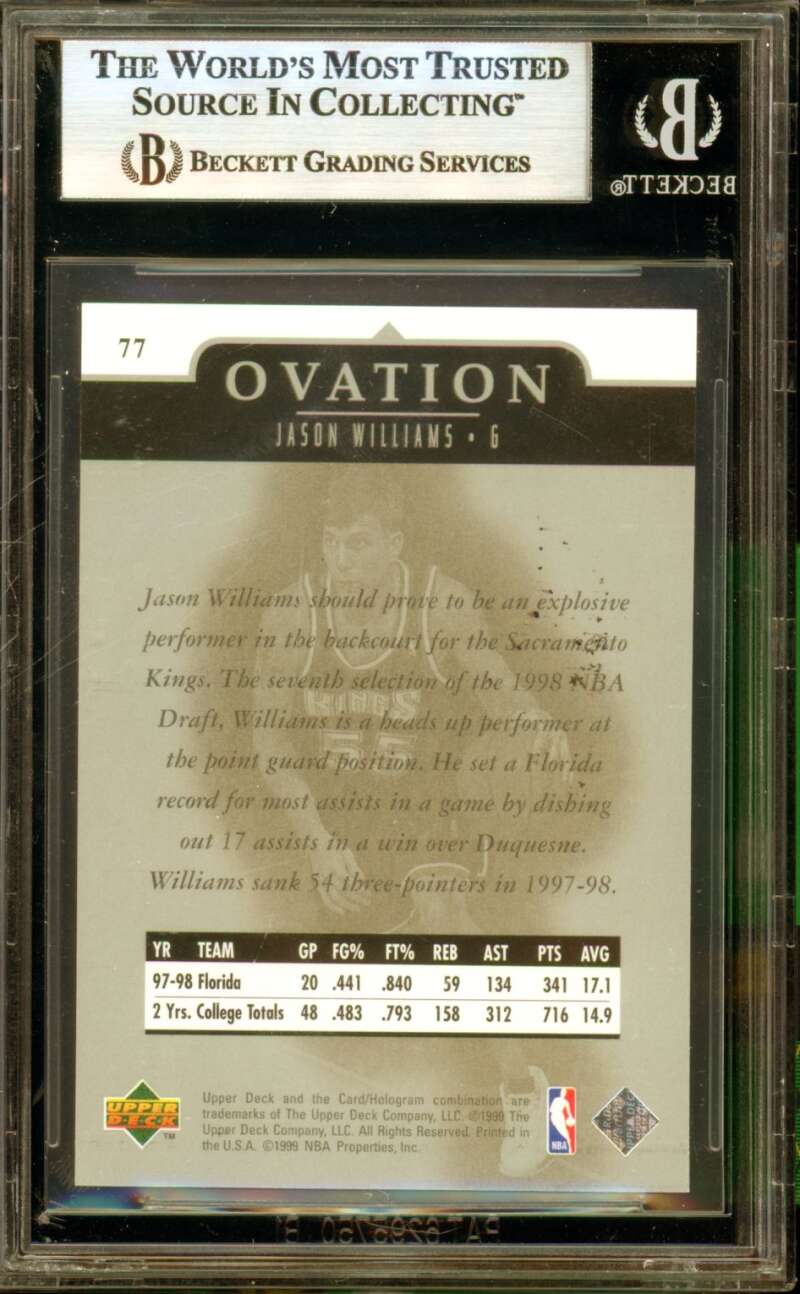 THE WORLD'S MOST TRUSTED
SOURCE IN COLLECTING™
B BECKETT GRADING SERVICES
B
BECKETT®
77
OVATION
JASON WILLIAMS • G
Jason Williams should prove to be an explosive
performer in the backcourt for the Sacramento
Kings. The seventh selection of the 1998 NBA
Draft, Williams is a heads up performer at
the point guard position. He set a Florida
record for most assists in a game by dishing
out 17 assists in a win over Duquesne.
Williams sank 54 three-pointers in 1997-98.
KINGS
55
YR TEAM GP FG% FT% REB AST PTS AVG
97-98 Florida 20 .441 .840 59 134 341 17.1
2 Yrs. College Totals 48 .483 .793 158 312 716 14.9
UPPER
DECK
™
Upper Deck and the Card/Hologram combination are
trademarks of The Upper Deck Company, LLC. ©1999 The
Upper Deck Company, LLC. All Rights Reserved. Printed in
the U.S.A. ©1999 NBA Properties, Inc.
NBA